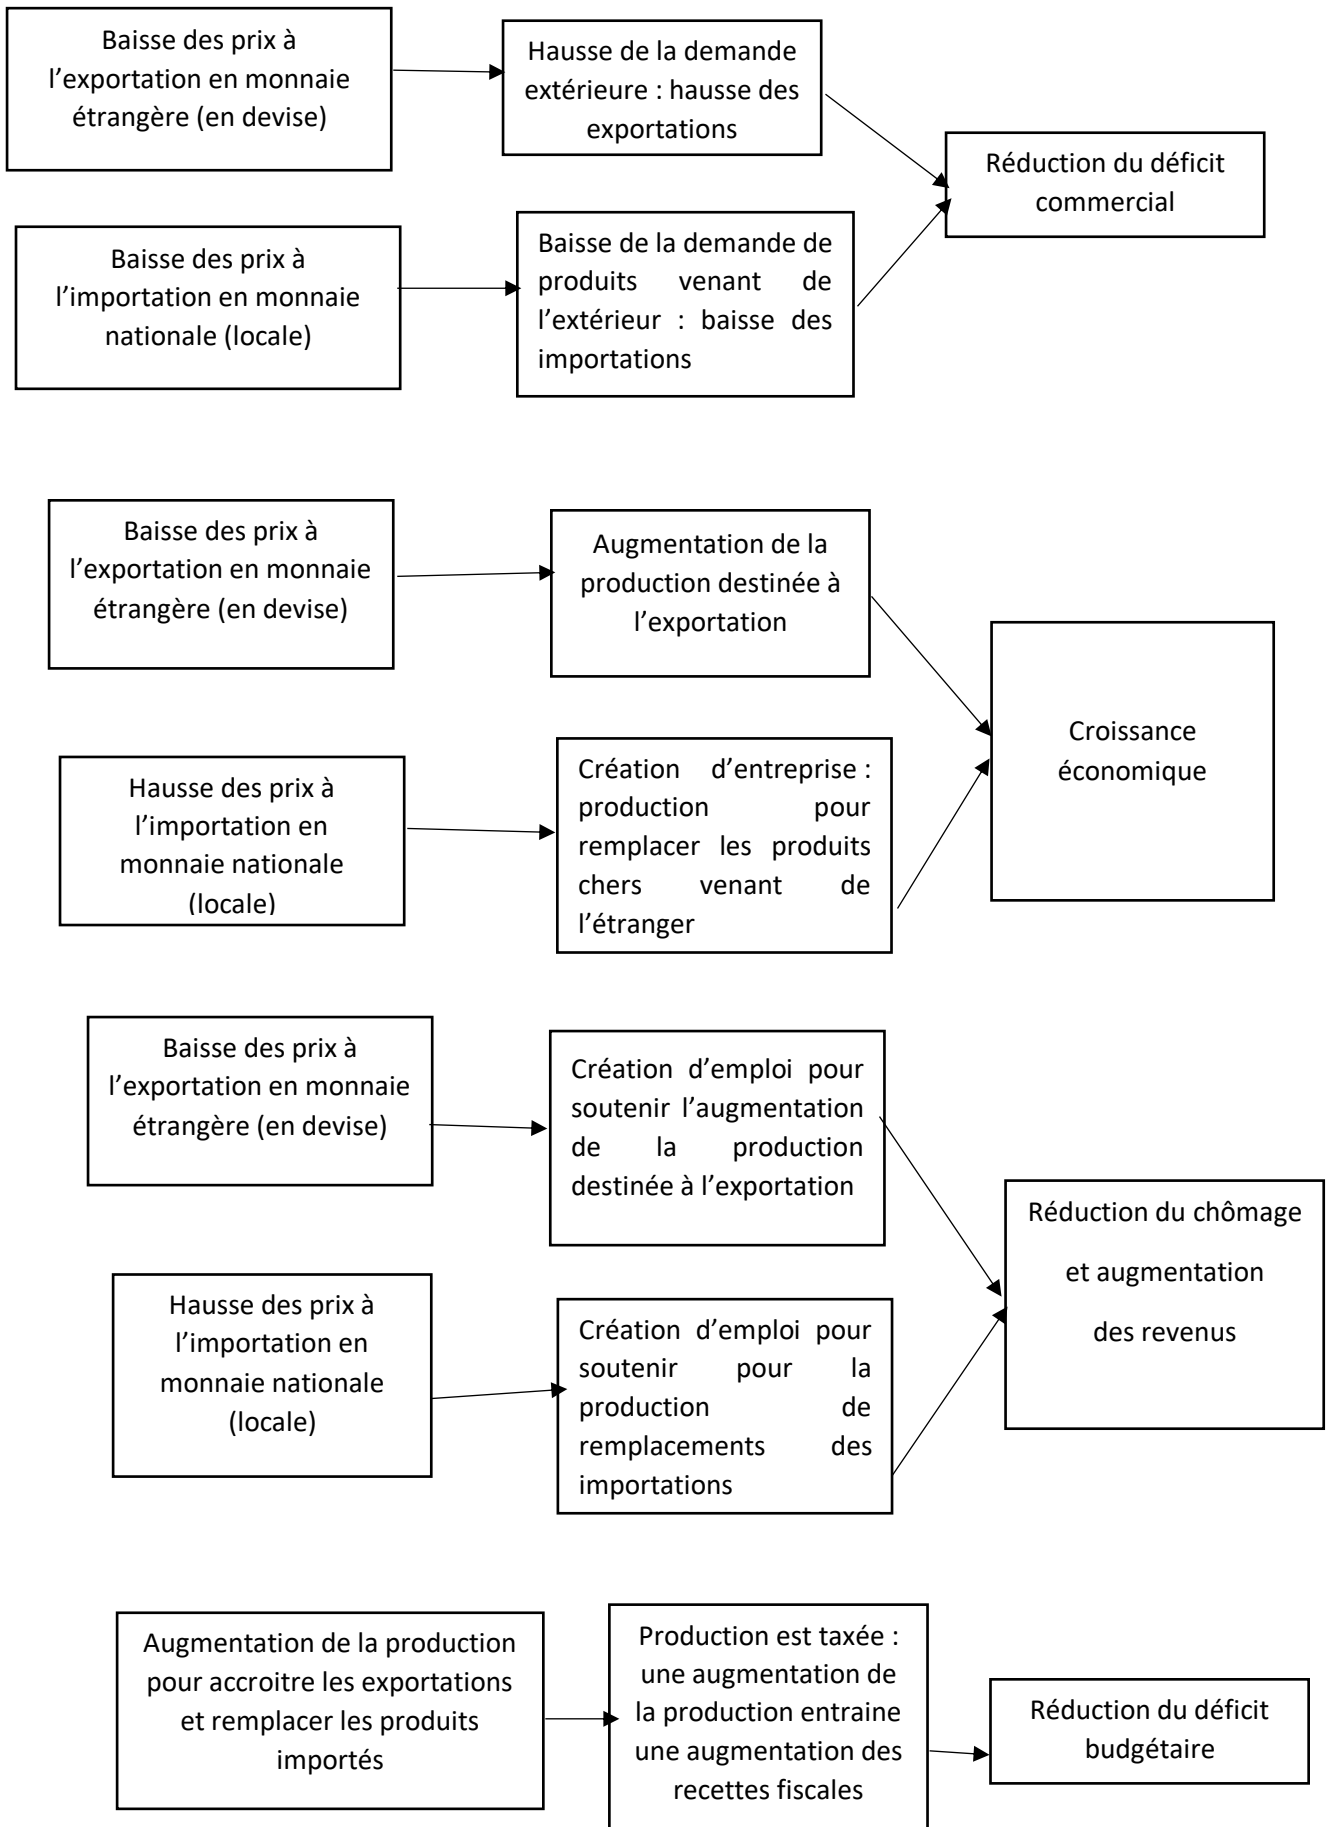 Baisse des prix à
l’exportation en monnaie
étrangère (en devise)
Hausse de la demande
extérieure : hausse des
exportations
Réduction du déficit
commercial
Baisse des prix à
l’importation en monnaie
nationale (locale)
Baisse de la demande de
produits venant de
l’extérieur : baisse des
importations
Baisse des prix à
l’exportation en monnaie
étrangère (en devise)
Augmentation de la
production destinée à
l’exportation
Croissance
économique
Hausse des prix à
l’importation en
monnaie nationale
(locale)
Création d’entreprise :
production pour
remplacer les produits
chers venant de
l’étranger
Baisse des prix à
l’exportation en monnaie
étrangère (en devise)
Création d’emploi pour
soutenir l’augmentation
de la production
destinée à l’exportation
Réduction du chômage
et augmentation
des revenus
Hausse des prix à
l’importation en
monnaie nationale
(locale)
Création d’emploi pour
soutenir pour la
production de
remplacements des
importations
Augmentation de la production
pour accroitre les exportations
et remplacer les produits
importés
Production est taxée :
une augmentation de
la production entraine
une augmentation des
recettes fiscales
Réduction du déficit
budgétaire